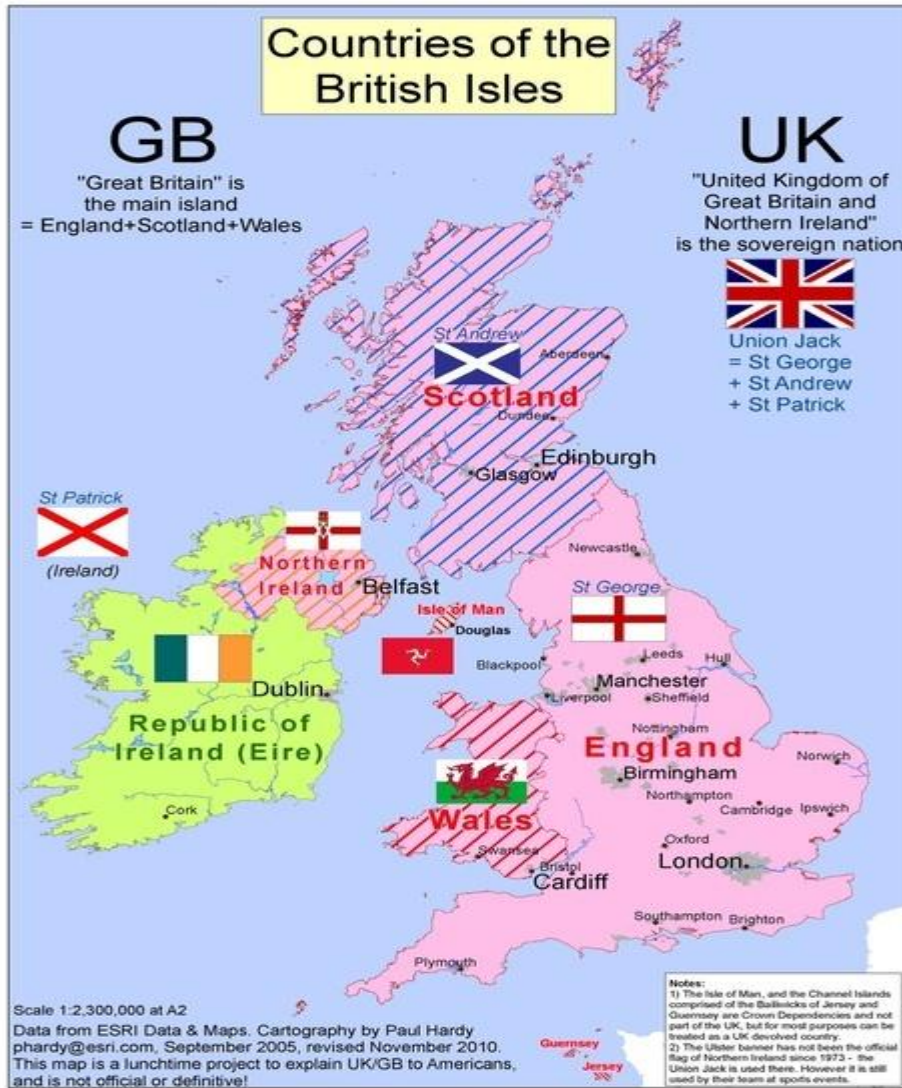 Countries of the
British Isles
GB
"Great Britain" is
the main island
= England+Scotland+Wales
UK
"United Kingdom of
Great Britain and
Northern Ireland"
is the sovereign nation
Union Jack
= St George
+ St Andrew
+ St Patrick
St Andrew
Aberdeen
Scotland
Dundee
Edinburgh
Glasgow
St Patrick
(Ireland)
Northern
Ireland
Belfast
Newcastle
St George
Isle of Man
Douglas
Blackpool
Leeds
Hull
Manchester
Liverpool
Sheffield
Dublin
Republic of
Ireland (Eire)
Cork
Nottingham
England
Norwich
Birmingham
Wales
Northampton
Cambridge
Ipswich
Swansea
Oxford
Bristol
London
Cardiff
Southampton
Brighton
Plymouth
Scale 1:2,300,000 at A2
Data from ESRI Data & Maps. Cartography by Paul Hardy
phardy@esri.com, September 2005, revised November 2010.
This map is a lunchtime project to explain UK/GB to Americans,
and is not official or definitive!
Guernsey
Jersey
Notes:
1) The Isle of Man, and the Channel Islands
comprised of the Bailiwicks of Jersey and
Guernsey are Crown Dependencies and not
part of the UK, but for most purposes can be
treated as a UK devolved country.
2) The Ulster banner has not been the official
flag of Northern Ireland since 1973 - the
Union Jack is used there. However it is still
used by their team at sports events.